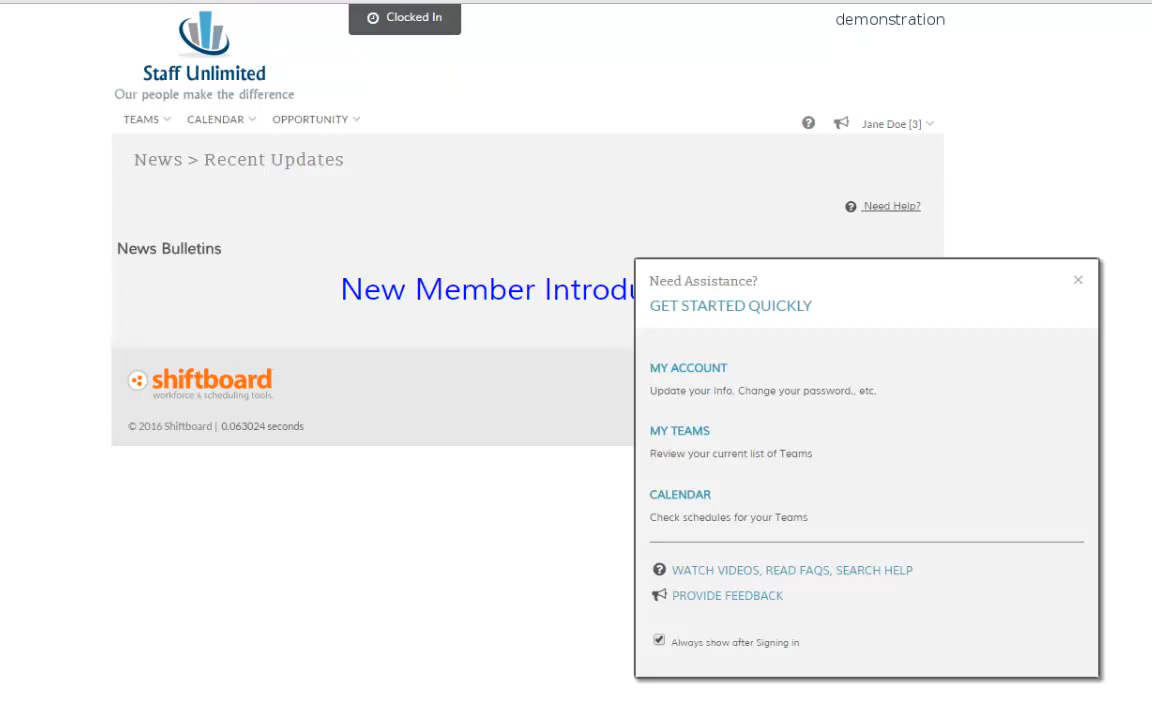 Clocked In
demonstration
Staff Unlimited
Our people make the difference
TEAMS CALENDAR OPPORTUNITY
Jane Doe [3]
News > Recent Updates
Need Help?
News Bulletins
New Member
Need Assistance?
GET STARTED QUICKLY
MY ACCOUNT
Update your Info. Change your password., etc.
MY TEAMS
Review your current list of Teams
CALENDAR
Check schedules for your Teams
WATCH VIDEOS, READ FAQS, SEARCH HELP
PROVIDE FEEDBACK
Always show after Signing in
shiftboard
workforce & scheduling tools.
© 2016 Shiftboard | 0.063024 seconds